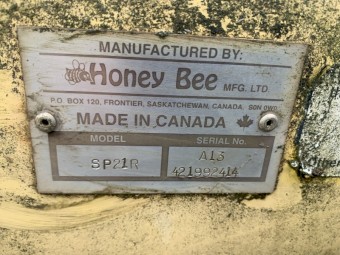 MANUFACTURED BY:
Honey Bee MFG. LTD.
P.O. BOX 120, FRONTIER, SASKATCHEWAN, CANADA, S0N 0W0
MADE IN CANADA
MODEL SERIAL No.
SP21R A13
421992414